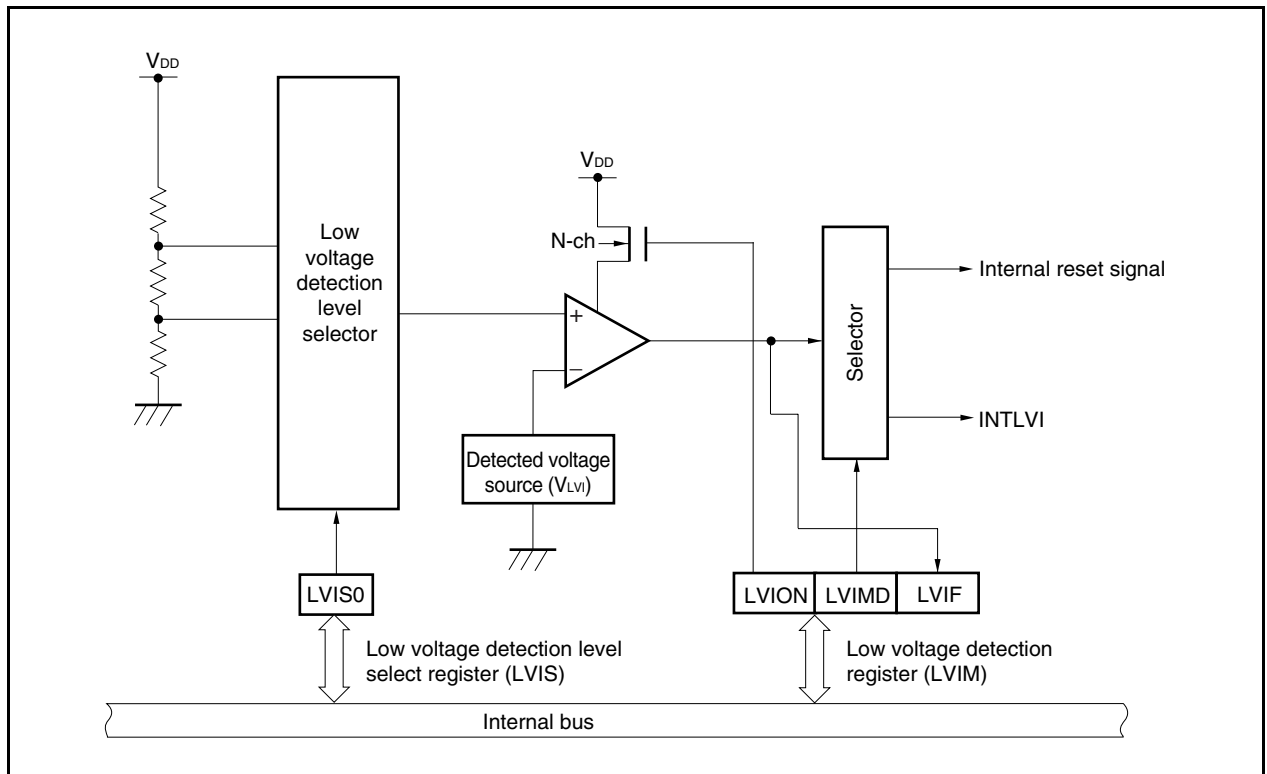 VDD
Low
voltage
detection
level
selector
VDD
N-ch
+
−
Detected voltage
source (VLVI)
Selector
Internal reset signal
INTLVI
LVIS0
LVION
LVIMD
LVIF
Low voltage detection level
select register (LVIS)
Low voltage detection
register (LVIM)
Internal bus